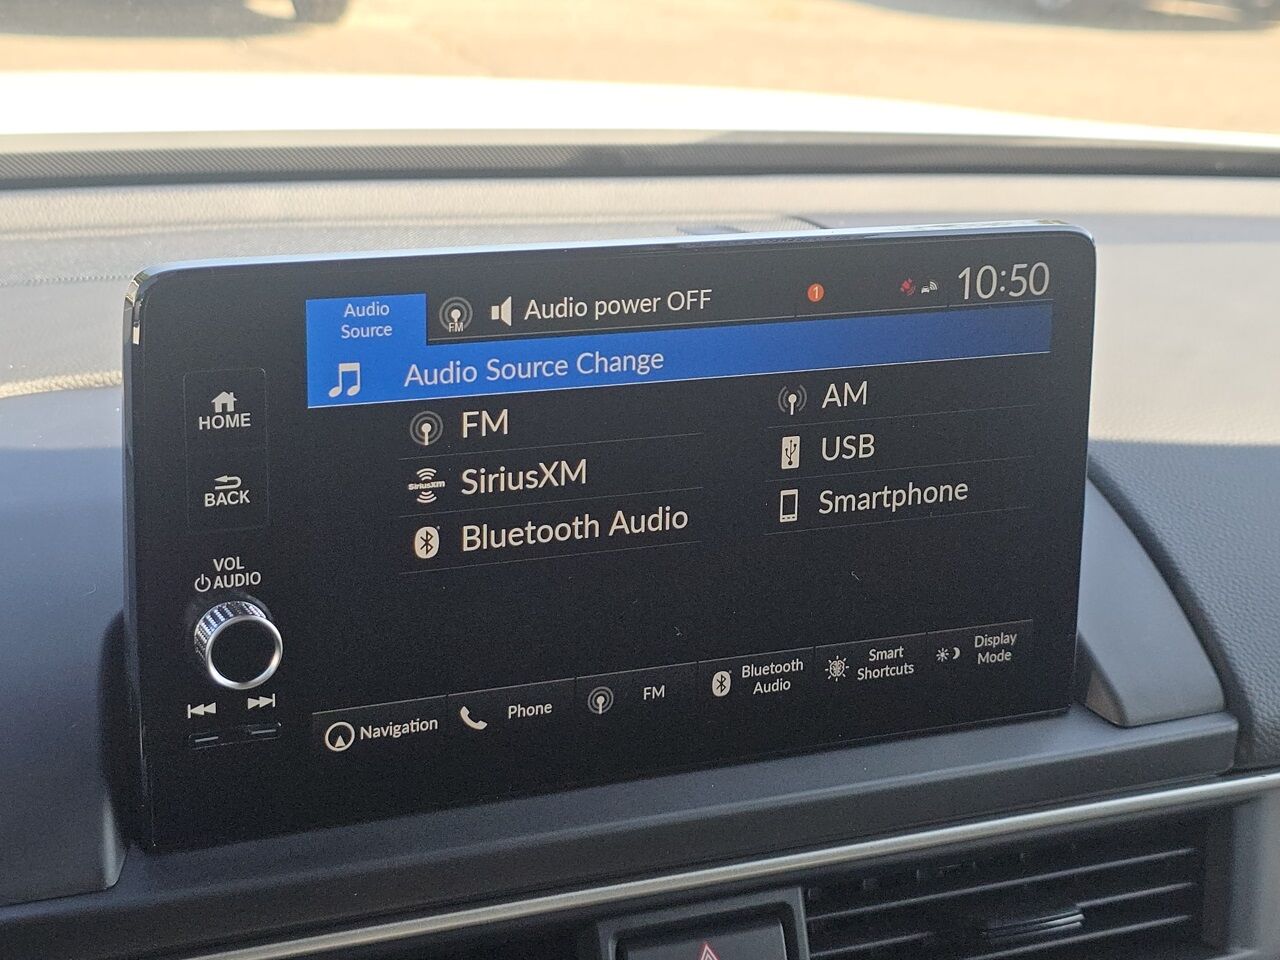 Audio
Source
FM
Audio power OFF
1
10:50
Audio Source Change
HOME
BACK
VOL
AUDIO
FM
AM
SiriusXM
SiriusXM
USB
Bluetooth Audio
Smartphone
Navigation
Phone
FM
Bluetooth
Audio
Smart
Shortcuts
Display
Mode